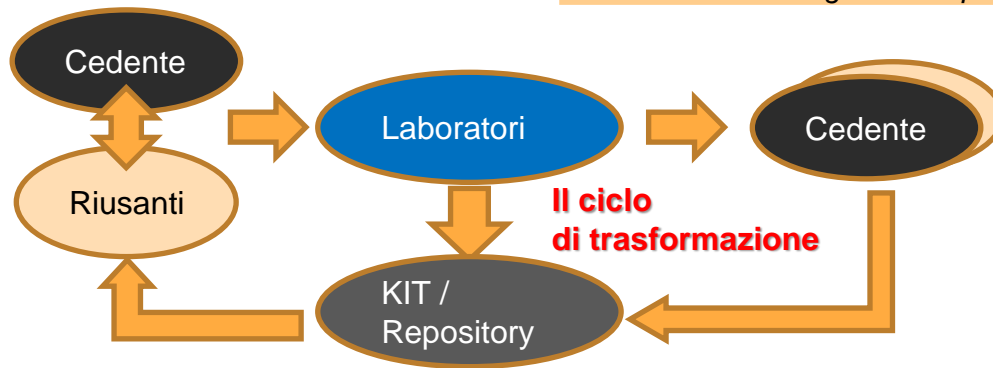 Cedente
Laboratori
Cedente
Riusanti
Il ciclo
di trasformazione
KIT /
Repository